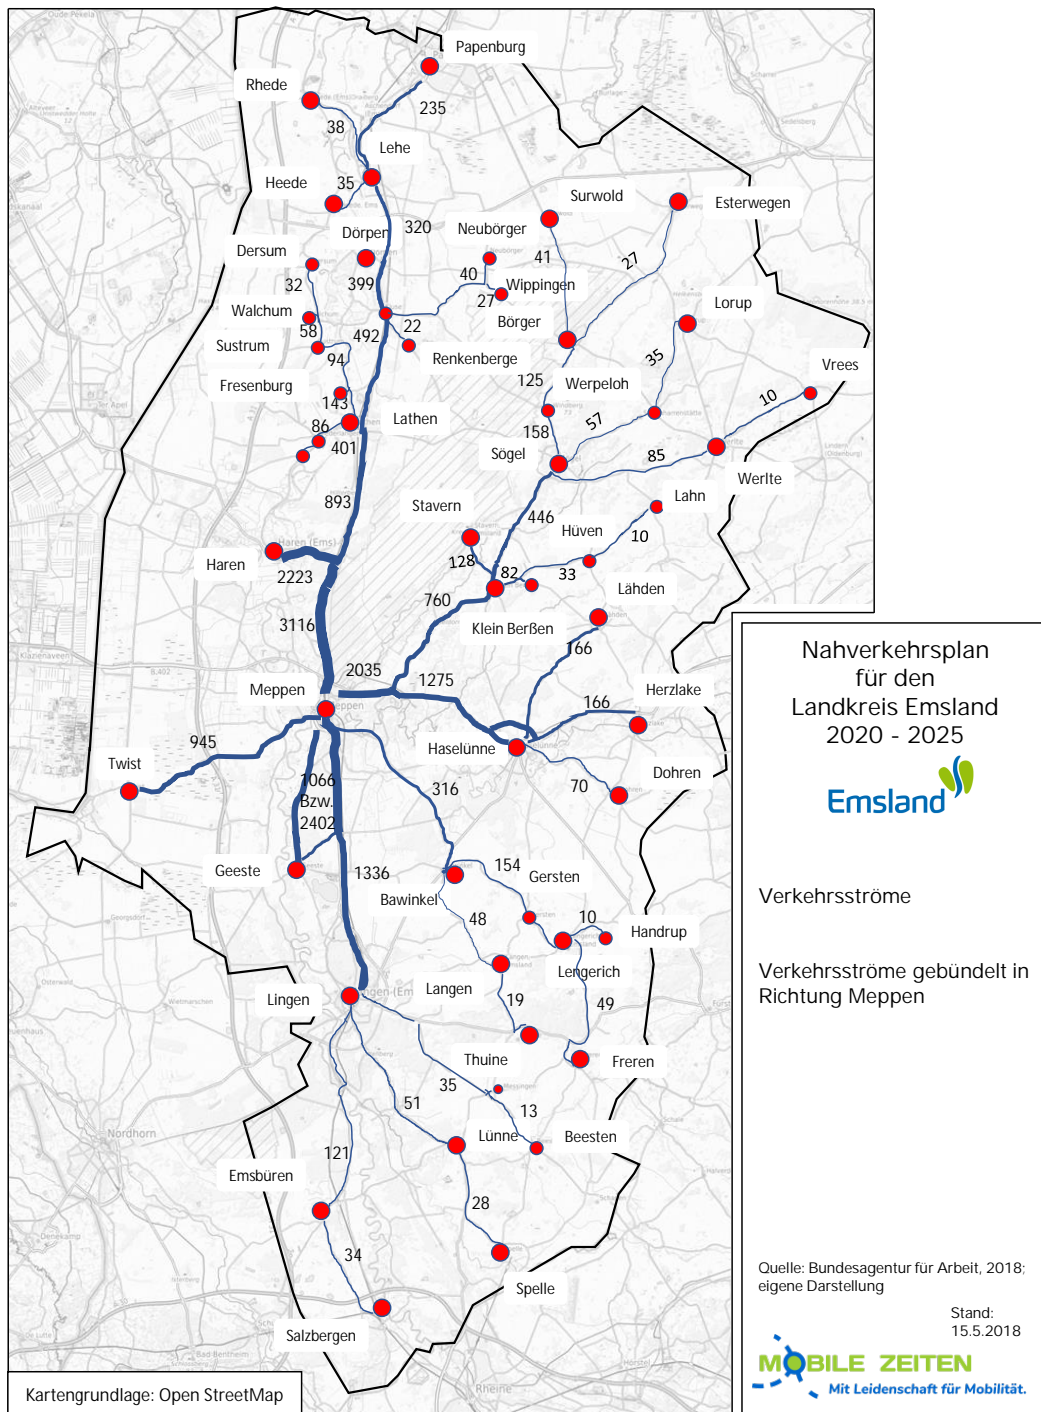 Papenburg
Rhede
235
38
Lehe
Heede
35
Surwold
Esterwegen
320
Neubörger
Dörpen
Dersum
41
27
399
40
32
Wippingen
27
Lorup
Walchum
Börger
22
58
492
Sustrum
Renkenberge
35
94
Vrees
125
Werpeloh
Fresenburg
10
143
57
Lathen
86
158
401
Sögel
85
Werlte
893
Stavern
Lahn
446
Hüven
10
Haren (Ems)
128
Haren
82
33
2223
Lähden
760
3116
Klein Berßen
166
2035
1275
Meppen
166
Herzlake
945
Haselünne
Twist
Dohren
1066
Bzw.
2402
316
70
Geeste
1336
154
Gersten
Bawinkel
10
48
Handrup
Lengerich
Lingen
Langen
19
49
Thuine
Freren
35
Messingen
51
13
Lünne
Beesten
121
Emsbüren
28
34
Spelle
Salzbergen
Nordhorn
Rheine
Bad Bentheim
Kartengrundlage: Open StreetMap
Nahverkehrsplan
für den
Landkreis Emsland
2020 - 2025
Emsland
Verkehrsströme
Verkehrsströme gebündelt in
Richtung Meppen
Quelle: Bundesagentur für Arbeit, 2018;
eigene Darstellung
Stand:
15.5.2018
MOBILE ZEITEN
Mit Leidenschaft für Mobilität.